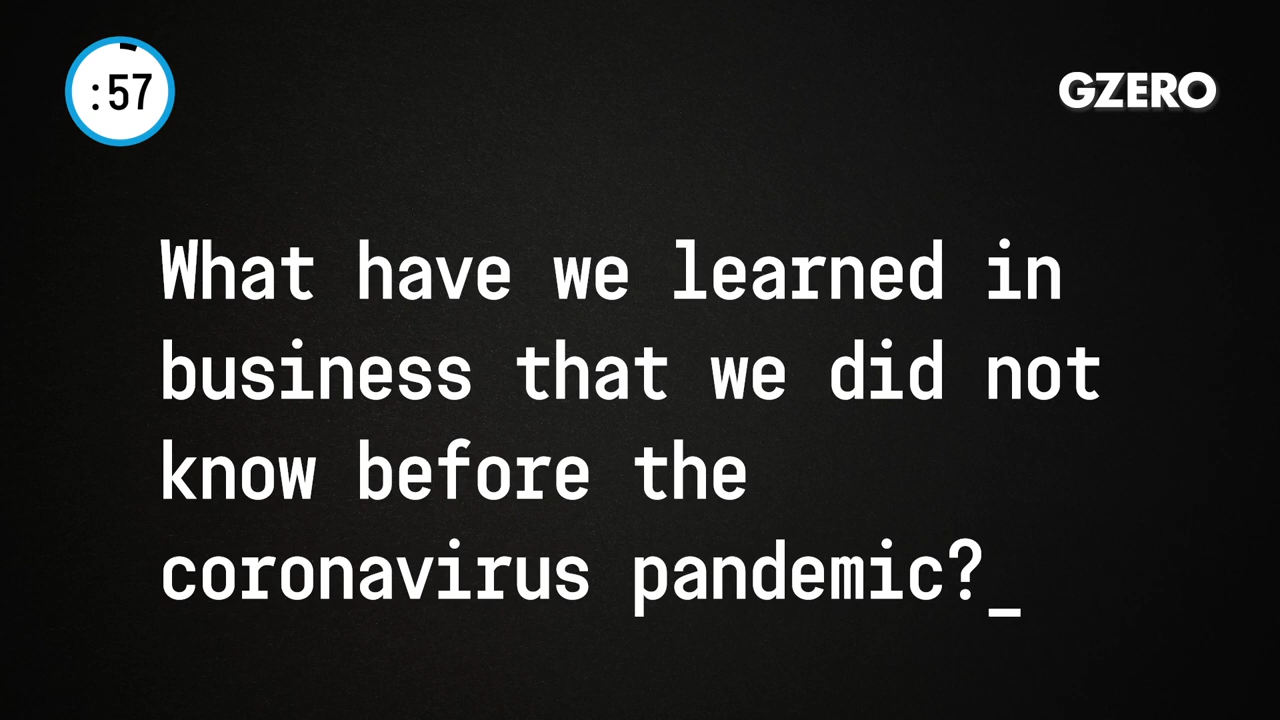 :57
GZERO
What have we learned in
business that we did not
know before the
coronavirus pandemic?_